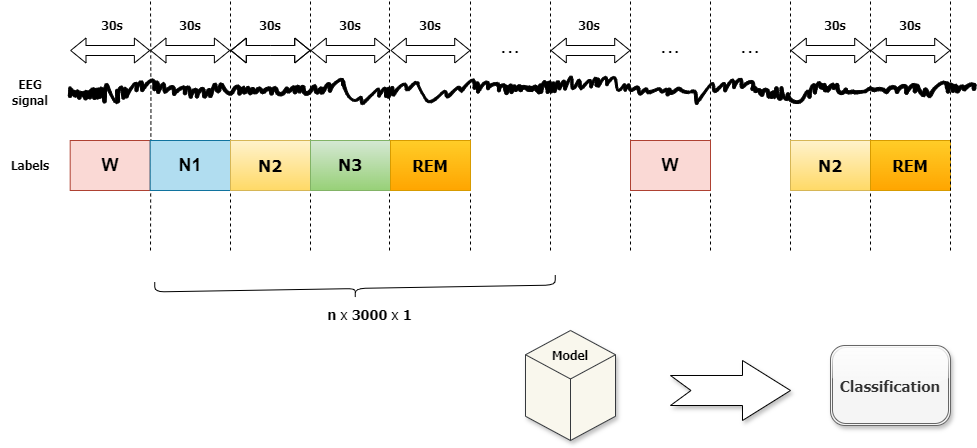 30s 30s 30s 30s 30s 30s 30s 30s
... ... ...
EEG
signal
Labels W N1 N2 N3 REM W N2 REM
n x 3000 x 1
Model
Classification